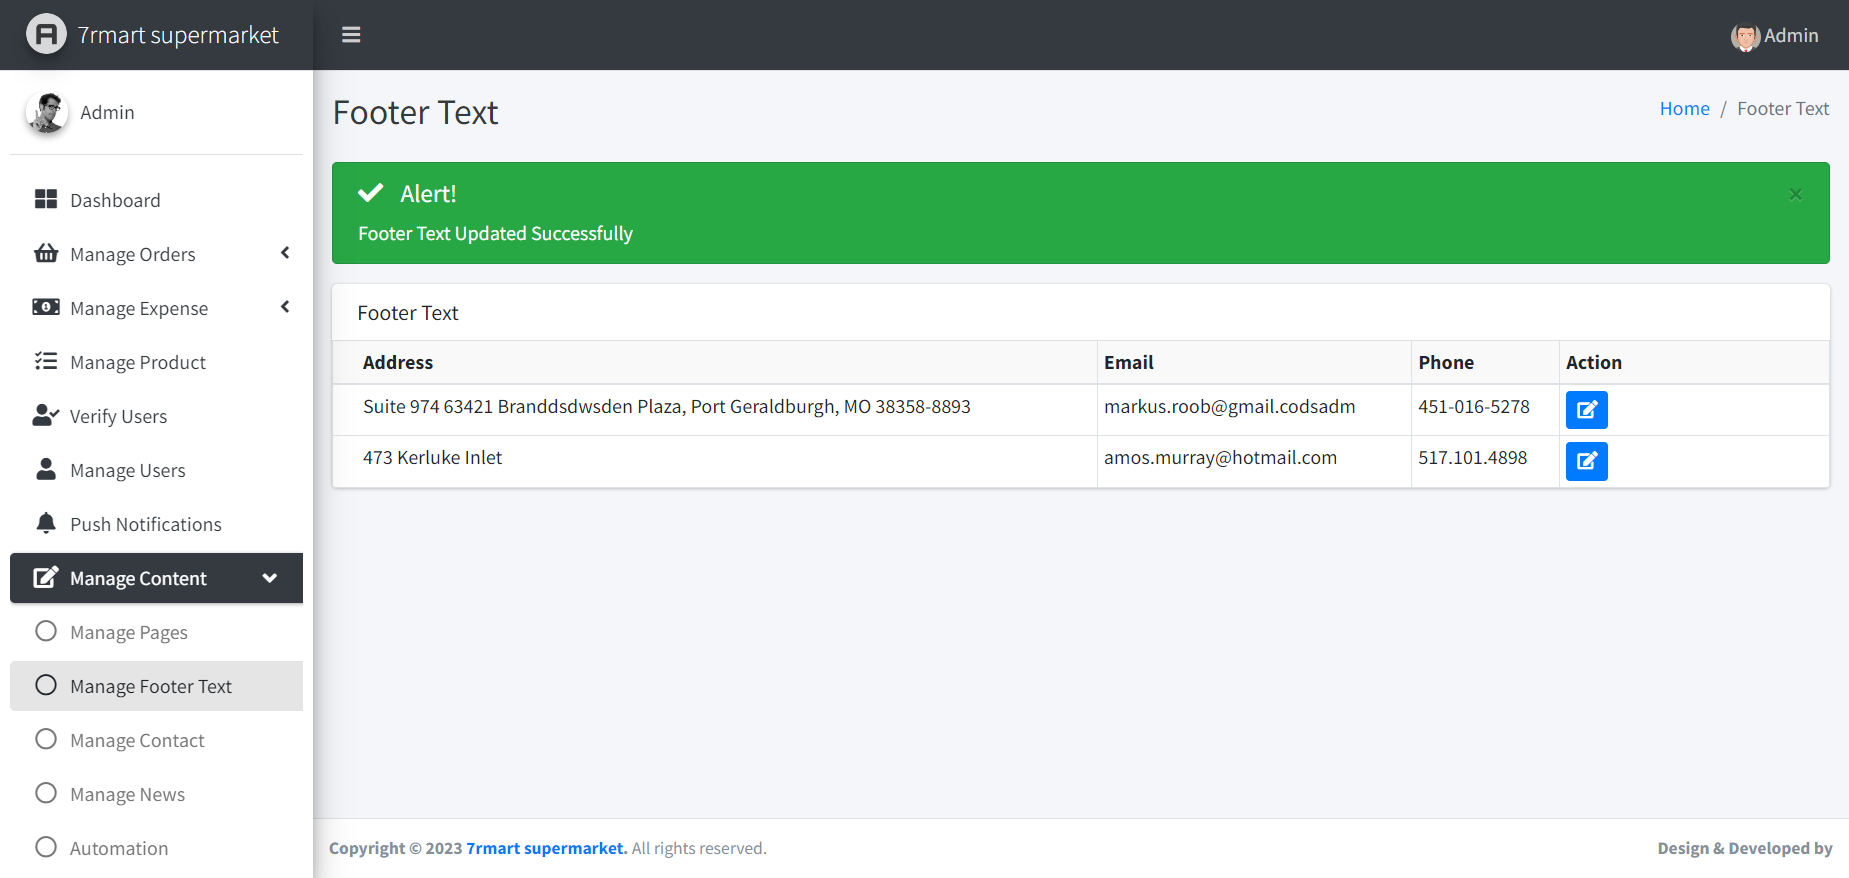 7rmart supermarket
Admin
Admin
Footer Text
Home / Footer Text
Dashboard
Manage Orders
Manage Expense
Manage Product
Verify Users
Manage Users
Push Notifications
Manage Content
Manage Pages
Manage Footer Text
Manage Contact
Manage News
Automation
Alert!
×
Footer Text Updated Successfully
Footer Text
Address Email Phone Action
Suite 974 63421 Branddsdwsden Plaza, Port Geraldburgh, MO 38358-8893 markus.roob@gmail.codsadm 451-016-5278
473 Kerluke Inlet amos.murray@hotmail.com 517.101.4898
Copyright © 2023 7rmart supermarket. All rights reserved.
Design & Developed by